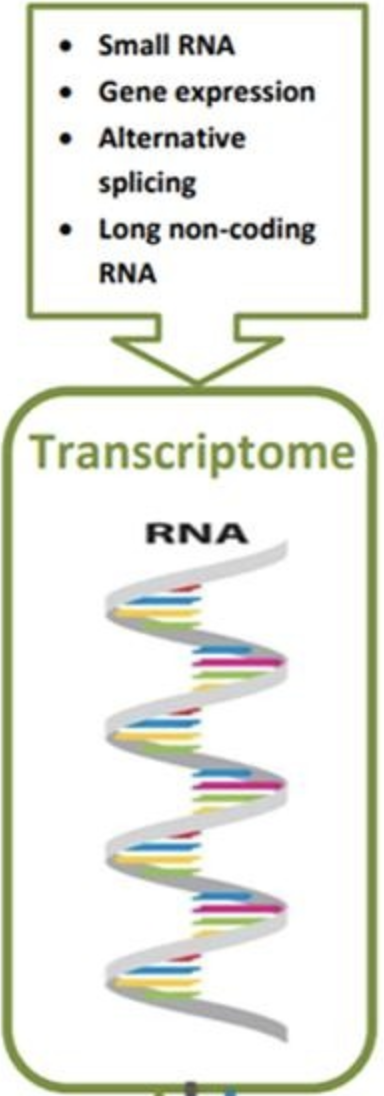 • Small RNA
• Gene expression
• Alternative
splicing
• Long non-coding
RNA
Transcriptome
RNA